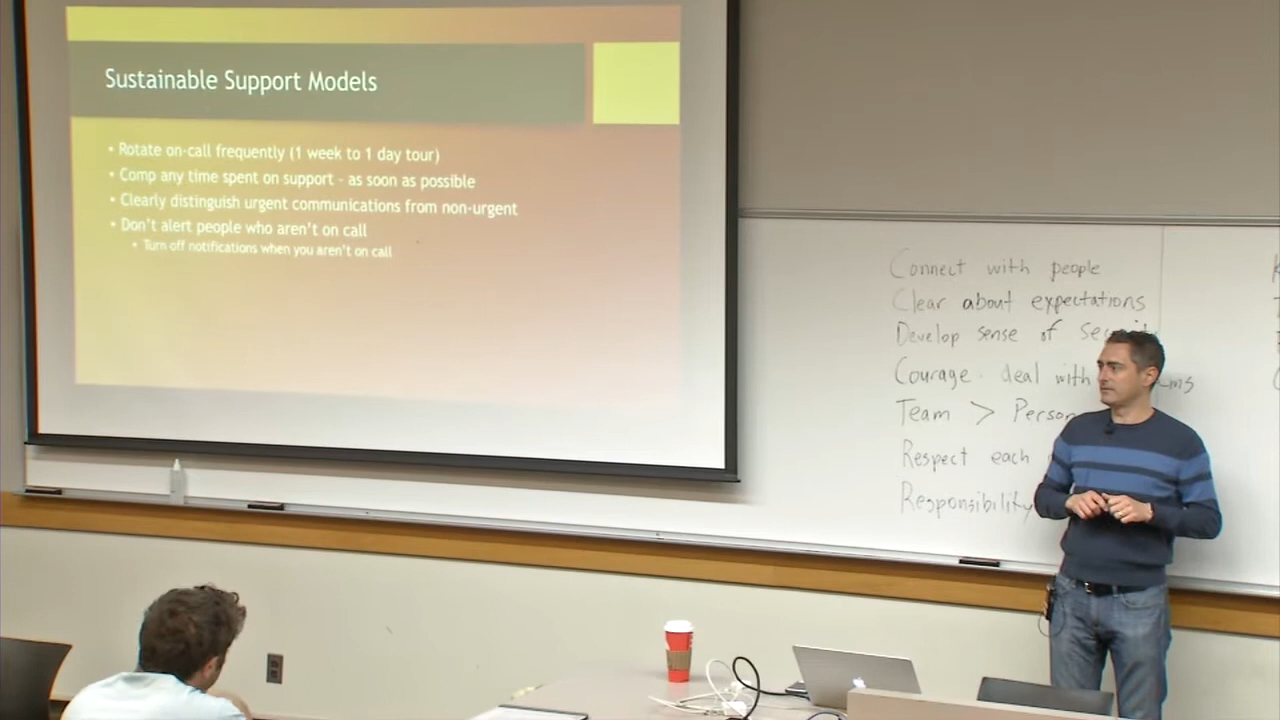 Sustainable Support Models
• Rotate on-call frequently (1 week to 1 day tour)
• Comp any time spent on support – as soon as possible
• Clearly distinguish urgent communications from non-urgent
• Don't alert people who aren't on call
• Turn off notifications when you aren't on call
Connect with people
Clear about expectations
Develop sense of
Courage. deal with
Team >
Respect each
Responsibility